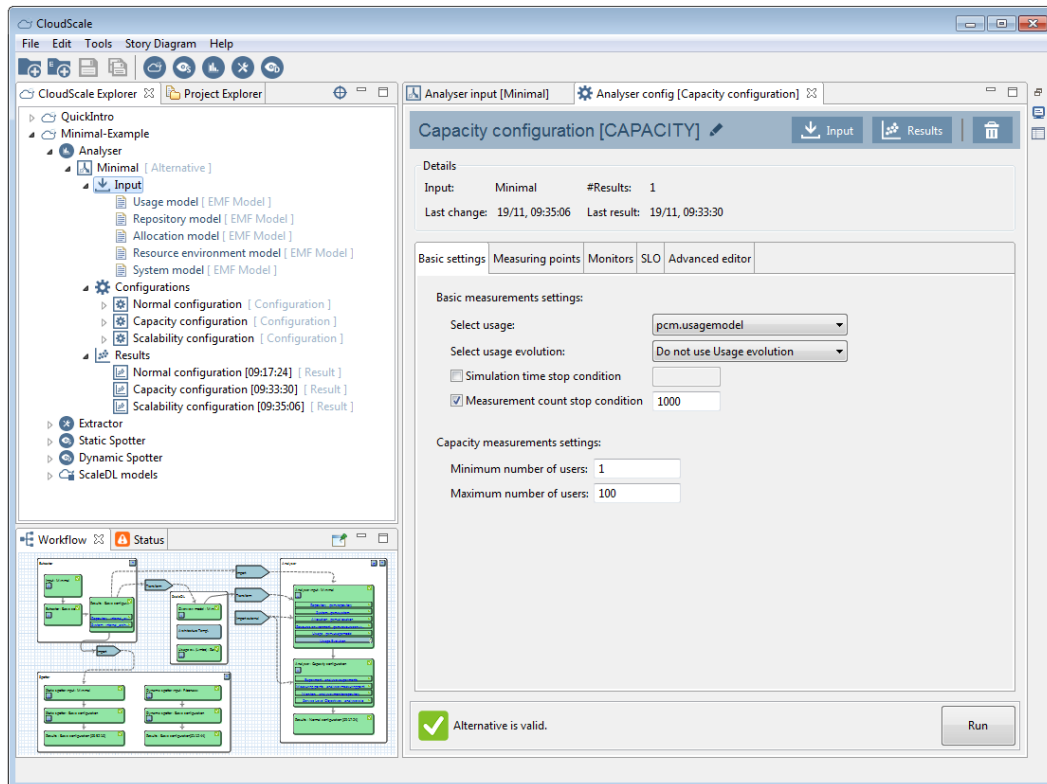 CloudScale
File Edit Tools Story Diagram Help
CloudScale Explorer
Project Explorer
QuickIntro
Minimal-Example
Analyser
Minimal [ Alternative ]
Input
Usage model [ EMF Model ]
Repository model [ EMF Model ]
Allocation model [ EMF Model ]
Resource environment model [ EMF Model ]
System model [ EMF Model ]
Configurations
Normal configuration [ Configuration ]
Capacity configuration [ Configuration ]
Scalability configuration [ Configuration ]
Results
Normal configuration [09:17:24] [ Result ]
Capacity configuration [09:33:30] [ Result ]
Scalability configuration [09:35:06] [ Result ]
Extractor
Static Spotter
Dynamic Spotter
ScaleDL models
Workflow
Status
Analyser input [Minimal]
Analyser config [Capacity configuration]
Capacity configuration [CAPACITY]
Input
Results
Details
Input: Minimal #Results: 1
Last change: 19/11, 09:35:06 Last result: 19/11, 09:33:30
Basic settings Measuring points Monitors SLO Advanced editor
Basic measurements settings:
Select usage: pcm.usagemodel
Select usage evolution: Do not use Usage evolution
Simulation time stop condition
Measurement count stop condition 1000
Capacity measurements settings:
Minimum number of users: 1
Maximum number of users: 100
Alternative is valid.
Run